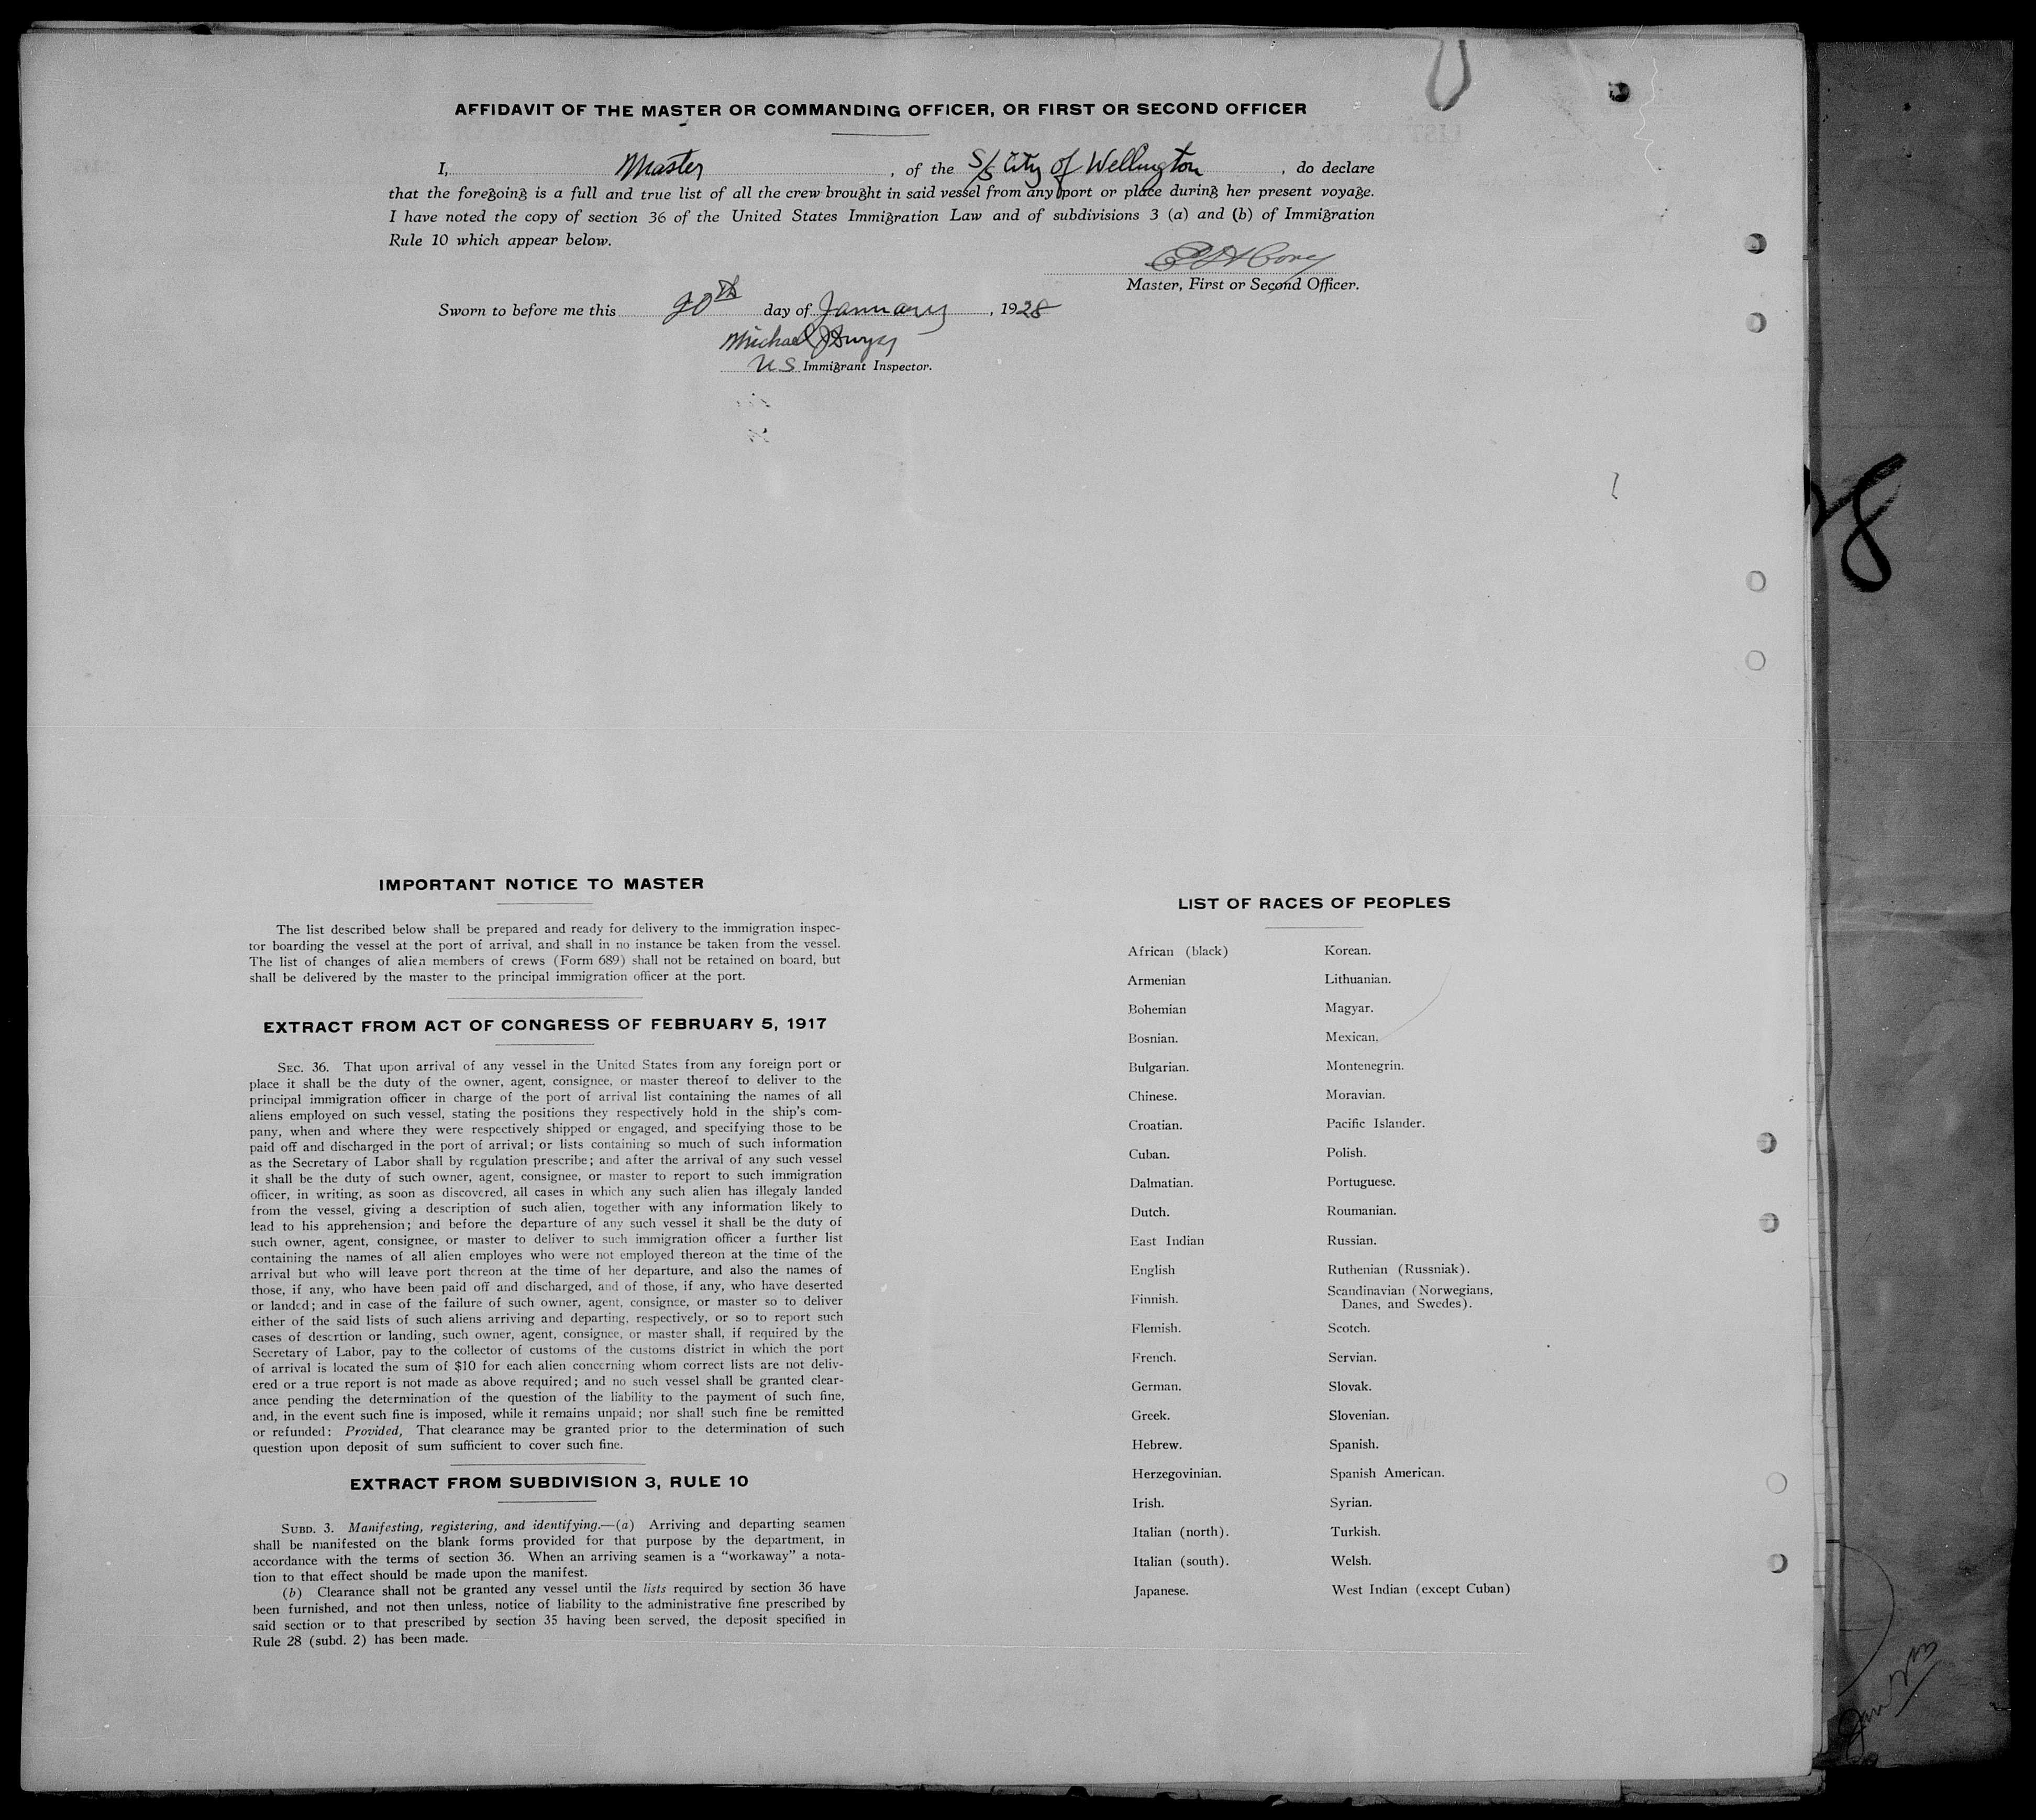 AFFIDAVIT OF THE MASTER OR COMMANDING OFFICER, OR FIRST OR SECOND OFFICER
I, Master, of the S/S City of Wellington, do declare
that the foregoing is a full and true list of all the crew brought in said vessel from any port or place during her present voyage.
I have noted the copy of section 36 of the United States Immigration Law and of subdivisions 3 (a) and (b) of Immigration
Rule 10 which appear below.
Master, First or Second Officer.
Sworn to before me this 20th day of January, 1928
Michael
U S Immigrant Inspector.
IMPORTANT NOTICE TO MASTER
The list described below shall be prepared and ready for delivery to the immigration inspec-
tor boarding the vessel at the port of arrival, and shall in no instance be taken from the vessel.
The list of changes of alien members of crews (Form 689) shall not be retained on board, but
shall be delivered by the master to the principal immigration officer at the port.
EXTRACT FROM ACT OF CONGRESS OF FEBRUARY 5, 1917
SEC. 36. That upon arrival of any vessel in the United States from any foreign port or
place it shall be the duty of the owner, agent, consignee, or master thereof to deliver to the
principal immigration officer in charge of the port of arrival list containing the names of all
aliens employed on such vessel, stating the positions they respectively hold in the ship's com-
pany, when and where they were respectively shipped or engaged, and specifying those to be
paid off and discharged in the port of arrival; or lists containing so much of such information
as the Secretary of Labor shall by regulation prescribe; and after the arrival of any such vessel
it shall be the duty of such owner, agent, consignee, or master to report to such immigration
officer, in writing, as soon as discovered, all cases in which any such alien has illegaly landed
from the vessel, giving a description of such alien, together with any information likely to
lead to his apprehension; and before the departure of any such vessel it shall be the duty of
such owner, agent, consignee, or master to deliver to such immigration officer a further list
containing the names of all alien employes who were not employed thereon at the time of the
arrival but who will leave port thereon at the time of her departure, and also the names of
those, if any, who have been paid off and discharged, and of those, if any, who have deserted
or landed; and in case of the failure of such owner, agent, consignee, or master so to deliver
either of the said lists of such aliens arriving and departing, respectively, or so to report such
cases of desertion or landing, such owner, agent, consignee, or master shall, if required by the
Secretary of Labor, pay to the collector of customs of the customs district in which the port
of arrival is located the sum of $10 for each alien concerning whom correct lists are not deliv-
ered or a true report is not made as above required; and no such vessel shall be granted clear-
ance pending the determination of the question of the liability to the payment of such fine,
and, in the event such fine is imposed, while it remains unpaid; nor shall such fine be remitted
or refunded: Provided, That clearance may be granted prior to the determination of such
question upon deposit of sum sufficient to cover such fine.
EXTRACT FROM SUBDIVISION 3, RULE 10
SUBD. 3. Manifesting, registering, and identifying.—(a) Arriving and departing seamen
shall be manifested on the blank forms provided for that purpose by the department, in
accordance with the terms of section 36. When an arriving seamen is a "workaway" a nota-
tion to that effect should be made upon the manifest.
(b) Clearance shall not be granted any vessel until the lists required by section 36 have
been furnished, and not then unless, notice of liability to the administrative fine prescribed by
said section or to that prescribed by section 35 having been served, the deposit specified in
Rule 28 (subd. 2) has been made.
LIST OF RACES OF PEOPLES
African (black)
Armenian
Bohemian
Bosnian.
Bulgarian.
Chinese.
Croatian.
Cuban.
Dalmatian.
Dutch.
East Indian
English
Finnish.
Flemish.
French.
German.
Greek.
Hebrew.
Herzegovinian.
Irish.
Italian (north).
Italian (south).
Japanese.
Korean.
Lithuanian.
Magyar.
Mexican.
Montenegrin.
Moravian.
Pacific Islander.
Polish.
Portuguese.
Roumanian.
Russian.
Ruthenian (Russniak).
Scandinavian (Norwegians,
Danes, and Swedes).
Scotch.
Servian.
Slovak.
Slovenian.
Spanish.
Spanish American.
Syrian.
Turkish.
Welsh.
West Indian (except Cuban)